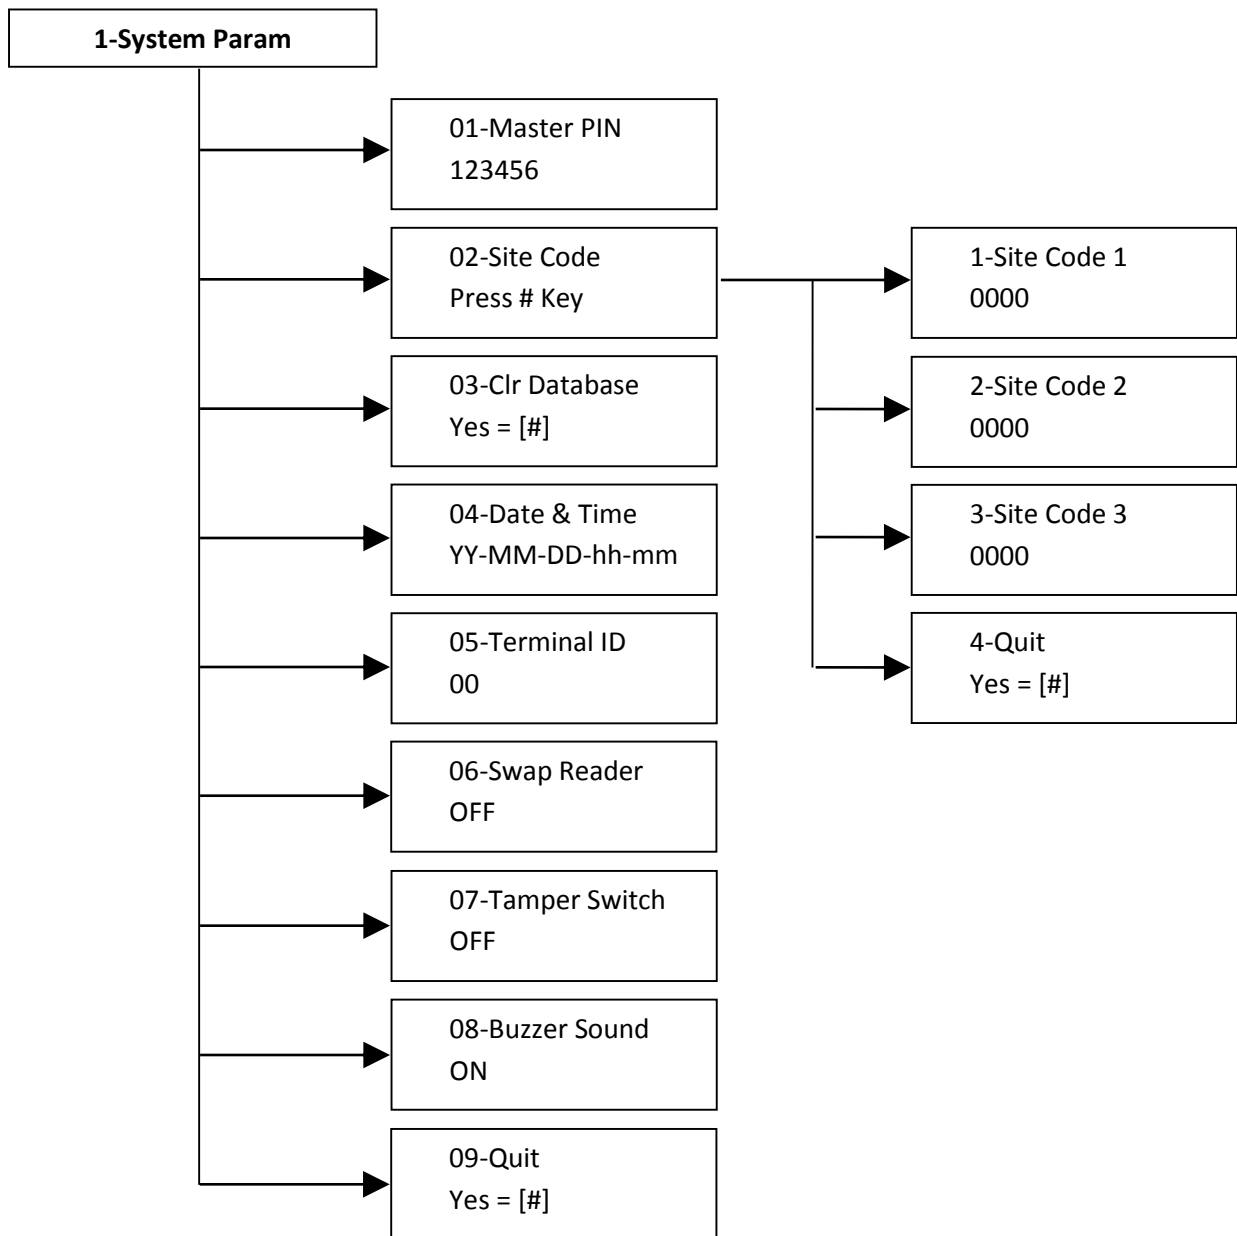 1-System Param
01-Master PIN
123456
02-Site Code
Press # Key
1-Site Code 1
0000
03-Clr Database
Yes = [#]
2-Site Code 2
0000
04-Date & Time
YY-MM-DD-hh-mm
3-Site Code 3
0000
05-Terminal ID
00
4-Quit
Yes = [#]
06-Swap Reader
OFF
07-Tamper Switch
OFF
08-Buzzer Sound
ON
09-Quit
Yes = [#]